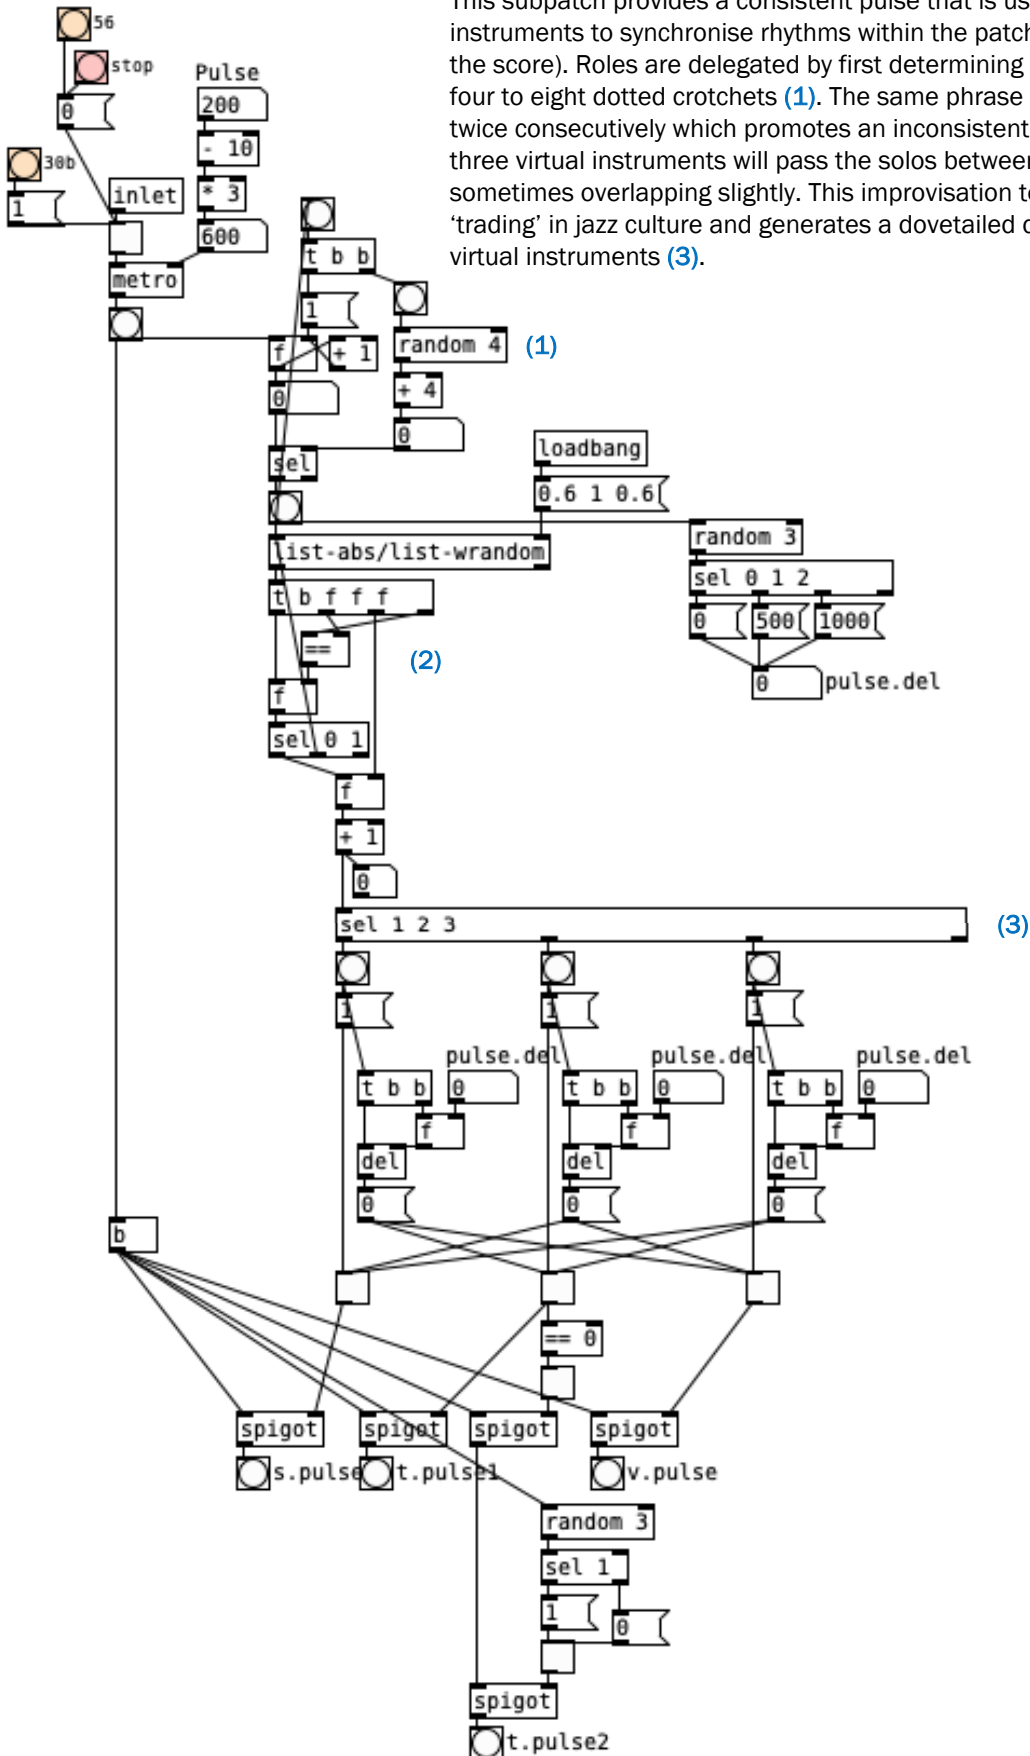 This subpatch provides a consistent pulse that is
instruments to synchronise rhythms within the patch
the score). Roles are delegated by first determining
four to eight dotted crotchets (1). The same phrase
twice consecutively which promotes an inconsistent
three virtual instruments will pass the solos between
sometimes overlapping slightly. This improvisation
‘trading’ in jazz culture and generates a dovetailed
virtual instruments (3).
56
stop
0
30b
1
inlet
metro
Pulse
200
- 10
* 3
600
t b b
1
f
+ 1
random 4
(1)
+ 4
0
0
sel
loadbang
0.6 1 0.6
list-abs/list-wrandom
random 3
sel 0 1 2
0
500
1000
0
pulse.del
t b f f f
==
(2)
f
sel 0 1
f
+ 1
0
sel 1 2 3
(3)
1
1
1
pulse.del
pulse.del
pulse.del
t b b
0
t b b
0
t b b
0
f
f
f
del
del
del
0
0
0
b
== 0
spigot
spigot
spigot
spigot
s.pulse
t.pulse1
v.pulse
random 3
sel 1
1
0
spigot
t.pulse2